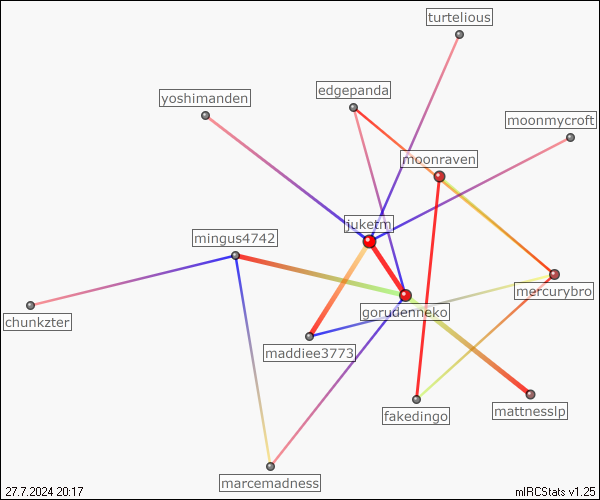 turtelious
edgepanda
yoshimanden
moonmycroft
moonraven
juketm
mingus4742
mercurybro
gorudenneko
chunkzter
maddiee3773
fakedingo
mattnesslp
marcemadness
27.7.2024 20:17
mIRCStats v1.25